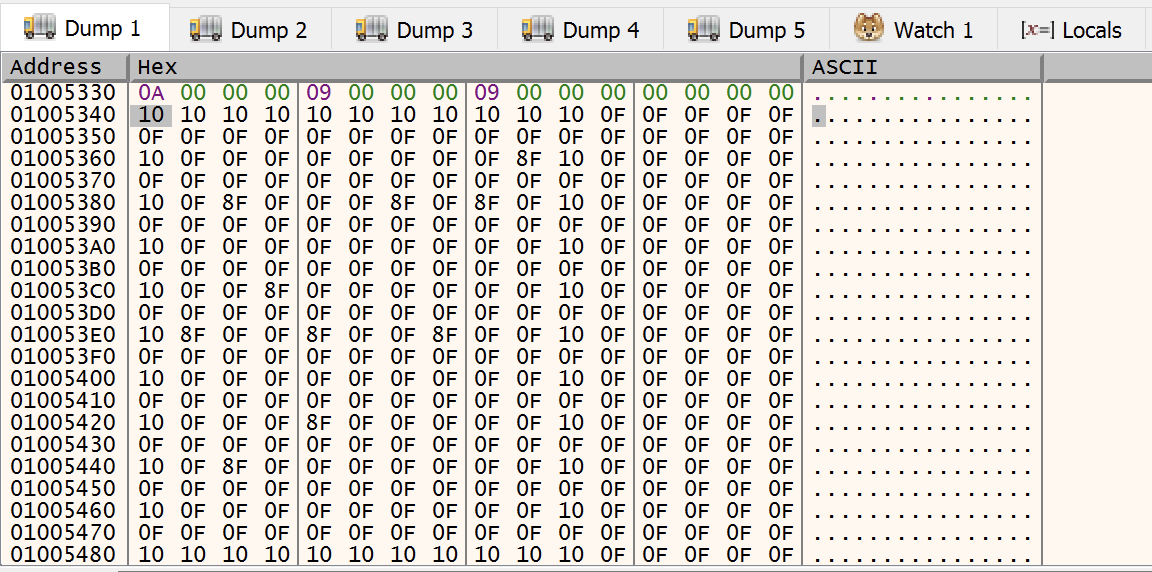 Dump 1 Dump 2 Dump 3 Dump 4 Dump 5 Watch 1 [x=] Locals
Address Hex ASCII
01005330 0A 00 00 00 09 00 00 00 09 00 00 00 00 00 00 00 ................
01005340 10 10 10 10 10 10 10 10 10 10 10 0F 0F 0F 0F 0F ................
01005350 0F 0F 0F 0F 0F 0F 0F 0F 0F 0F 0F 0F 0F 0F 0F 0F ................
01005360 10 0F 0F 0F 0F 0F 0F 0F 0F 8F 10 0F 0F 0F 0F 0F ................
01005370 0F 0F 0F 0F 0F 0F 0F 0F 0F 0F 0F 0F 0F 0F 0F 0F ................
01005380 10 0F 8F 0F 0F 0F 8F 0F 8F 0F 10 0F 0F 0F 0F 0F ................
01005390 0F 0F 0F 0F 0F 0F 0F 0F 0F 0F 0F 0F 0F 0F 0F 0F ................
010053A0 10 0F 0F 0F 0F 0F 0F 0F 0F 0F 10 0F 0F 0F 0F 0F ................
010053B0 0F 0F 0F 0F 0F 0F 0F 0F 0F 0F 0F 0F 0F 0F 0F 0F ................
010053C0 10 0F 0F 8F 0F 0F 0F 0F 0F 0F 10 0F 0F 0F 0F 0F ................
010053D0 0F 0F 0F 0F 0F 0F 0F 0F 0F 0F 0F 0F 0F 0F 0F 0F ................
010053E0 10 8F 0F 0F 8F 0F 0F 8F 0F 0F 10 0F 0F 0F 0F 0F ................
010053F0 0F 0F 0F 0F 0F 0F 0F 0F 0F 0F 0F 0F 0F 0F 0F 0F ................
01005400 10 0F 0F 0F 0F 0F 0F 0F 0F 0F 10 0F 0F 0F 0F 0F ................
01005410 0F 0F 0F 0F 0F 0F 0F 0F 0F 0F 0F 0F 0F 0F 0F 0F ................
01005420 10 0F 0F 0F 8F 0F 0F 0F 0F 0F 10 0F 0F 0F 0F 0F ................
01005430 0F 0F 0F 0F 0F 0F 0F 0F 0F 0F 0F 0F 0F 0F 0F 0F ................
01005440 10 0F 8F 0F 0F 0F 0F 0F 0F 0F 10 0F 0F 0F 0F 0F ................
01005450 0F 0F 0F 0F 0F 0F 0F 0F 0F 0F 0F 0F 0F 0F 0F 0F ................
01005460 10 0F 0F 0F 0F 0F 0F 0F 0F 0F 10 0F 0F 0F 0F 0F ................
01005470 0F 0F 0F 0F 0F 0F 0F 0F 0F 0F 0F 0F 0F 0F 0F 0F ................
01005480 10 10 10 10 10 10 10 10 10 10 10 0F 0F 0F 0F 0F ................